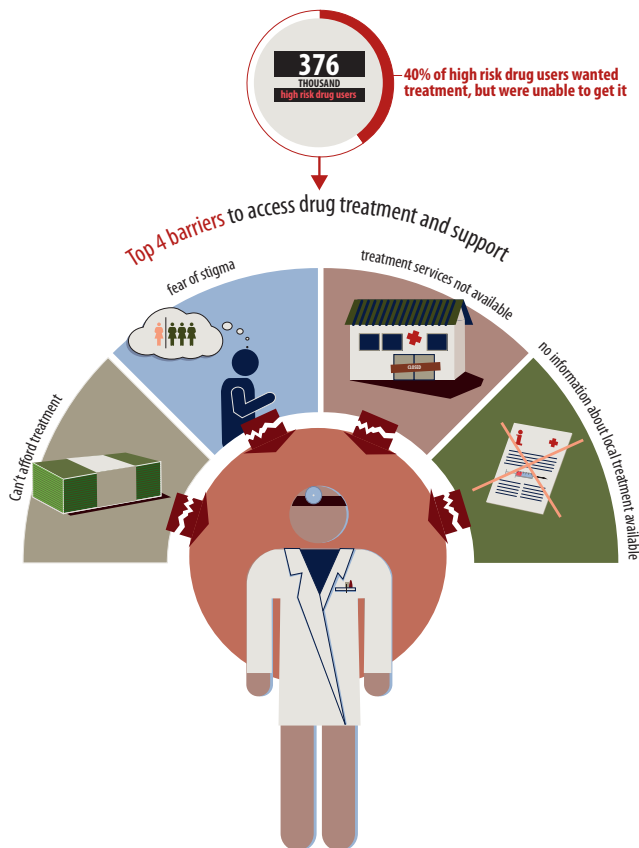 376
THOUSAND
high risk drug users
40% of high risk drug users wanted
treatment, but were unable to get it
Top 4 barriers to access drug treatment and support
fear of stigma
treatment services not available
Can't afford treatment
no information about local treatment available
CLOSED
i